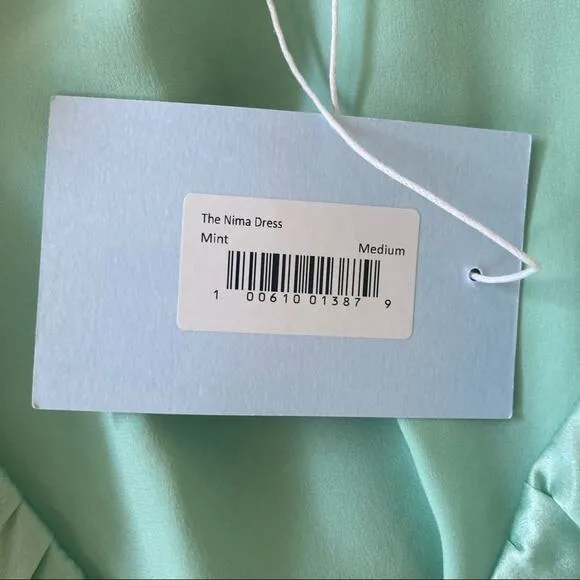 The Nima Dress
Mint Medium
1 00610 01387 9